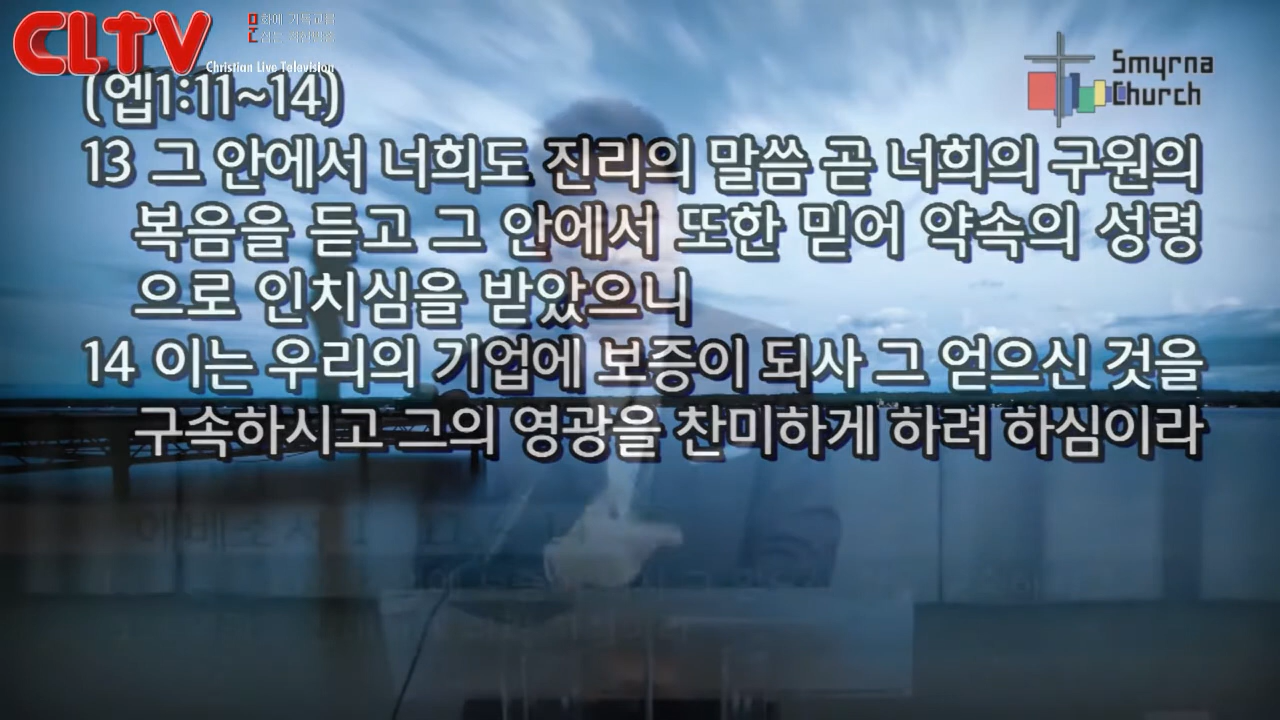 CLTV
Christian Live Television
Smyrna
Church
(엡1:11~14)
13 그 안에서 너희도 진리의 말씀 곧 너희의 구원의
복음을 듣고 그 안에서 또한 믿어 약속의 성령
으로 인치심을 받았으니
14 이는 우리의 기업에 보증이 되사 그 얻으신 것을
구속하시고 그의 영광을 찬미하게 하려 하심이라